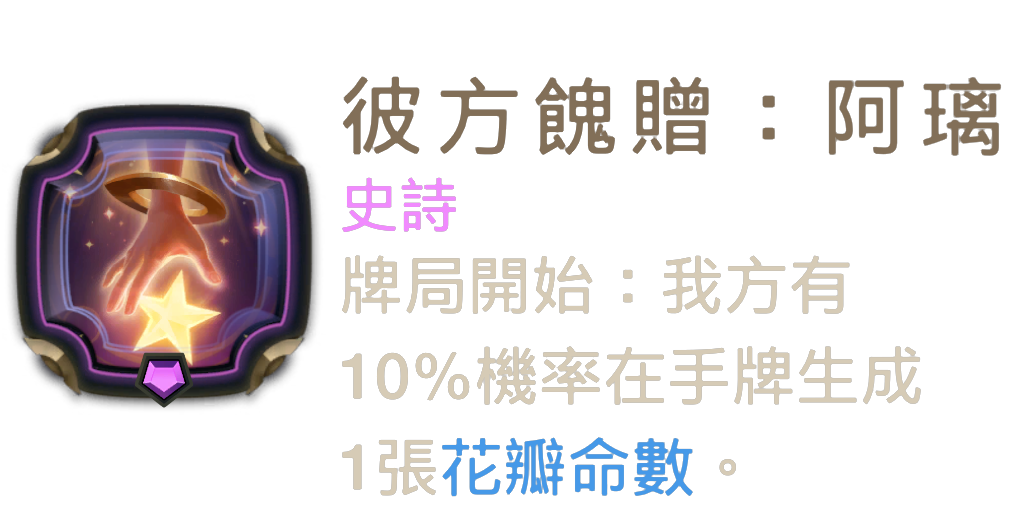 彼方餽贈：阿璃
史詩
牌局開始：我方有
10%機率在手牌生成
1張花瓣命數。